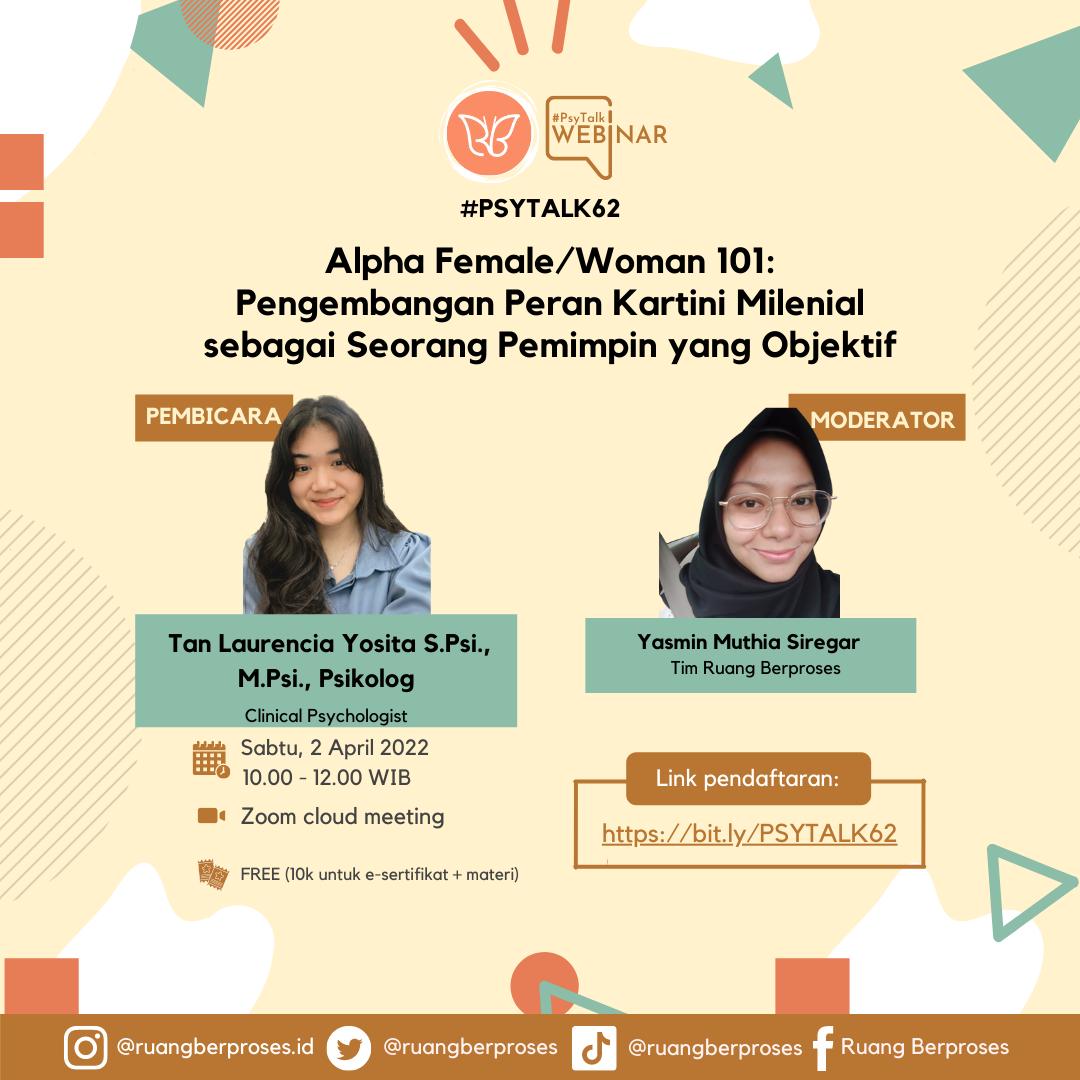 #PsyTalk
WEBINAR
#PSYTALK62
Alpha Female/Woman 101:
Pengembangan Peran Kartini Milenial
sebagai Seorang Pemimpin yang Objektif
PEMBICARA
MODERATOR
Tan Laurencia Yosita S.Psi.,
M.Psi., Psikolog
Clinical Psychologist
Yasmin Muthia Siregar
Tim Ruang Berproses
Sabtu, 2 April 2022
10.00 - 12.00 WIB
Zoom cloud meeting
FREE (10k untuk e-sertifikat + materi)
Link pendaftaran:
https://bit.ly/PSYTALK62
@ruangberproses.id
@ruangberproses
@ruangberproses
Ruang Berproses